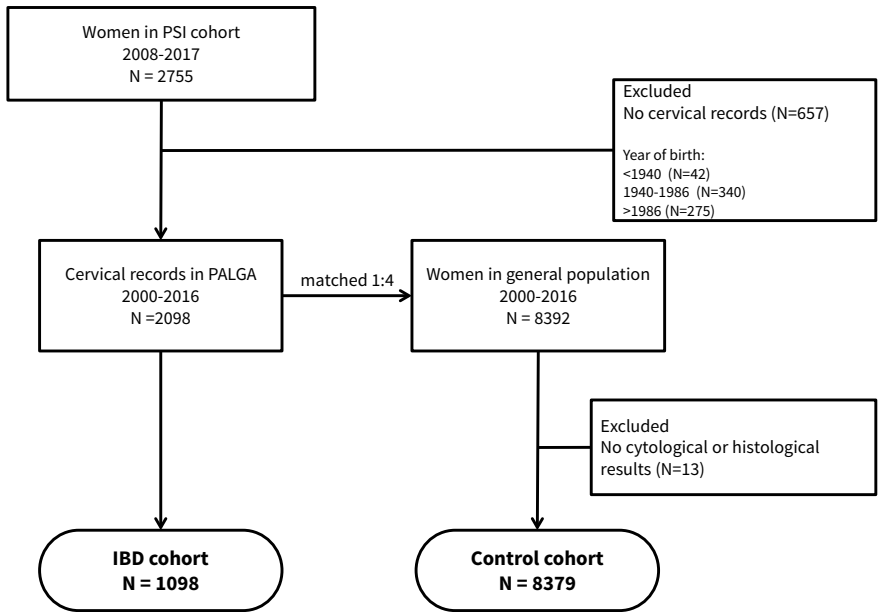 Women in PSI cohort
2008-2017
N = 2755
Excluded
No cervical records (N=657)
Year of birth:
<1940 (N=42)
1940-1986 (N=340)
>1986 (N=275)
Cervical records in PALGA
2000-2016
N =2098
matched 1:4
Women in general population
2000-2016
N = 8392
Excluded
No cytological or histological
results (N=13)
IBD cohort
N = 1098
Control cohort
N = 8379